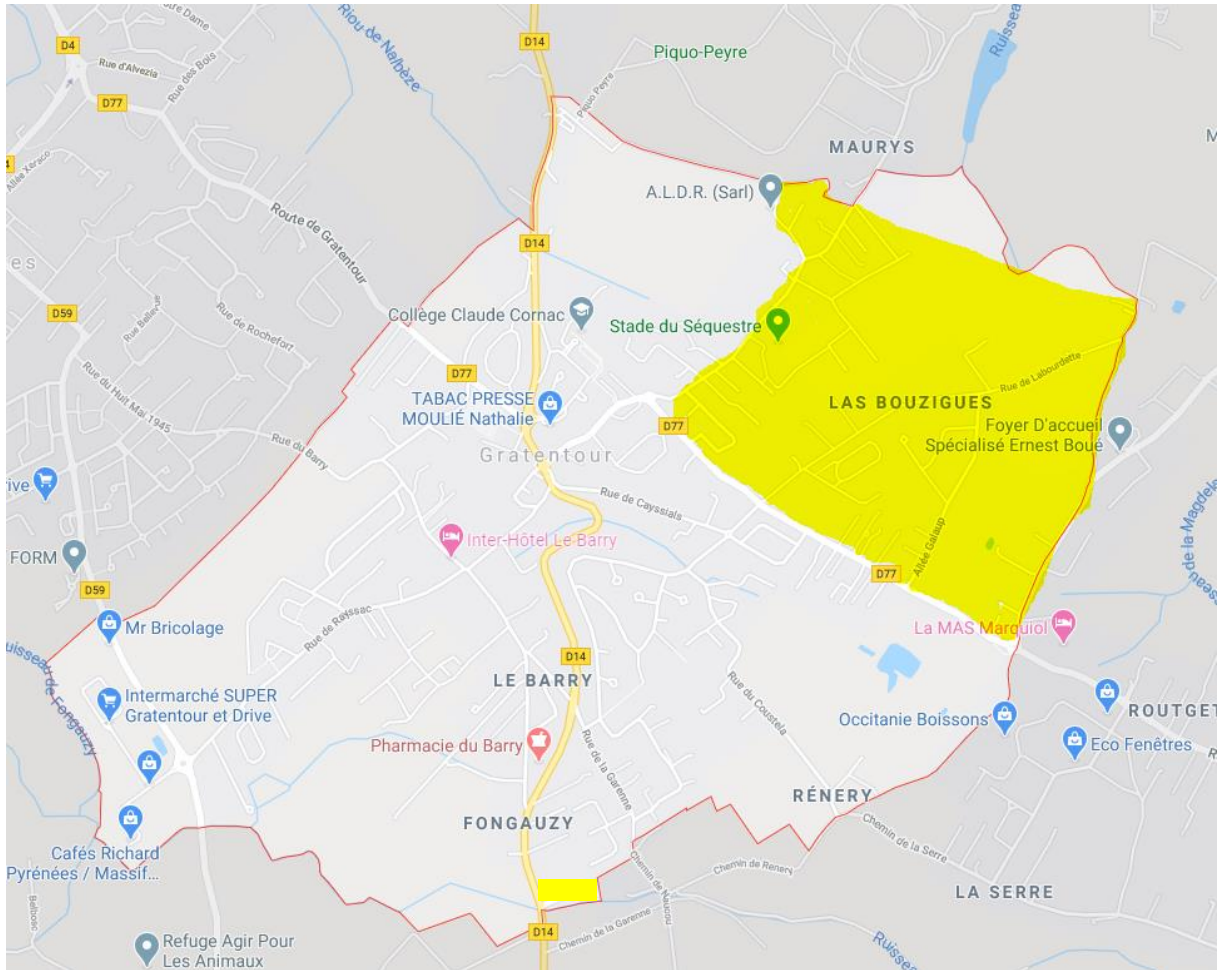 D4
Rue d'Alvezia
Rue des Bois
D77
Allée Xeraco
Riou de Nalbèze
D14
Piquo-Peyre
Piquo Peyre
MAURYS
A.L.D.R. (Sarl)
Route de Gratentour
D14
D59
Rue Bellevue
Rue de Rochefort
Collège Claude Cornac
Stade du Séquestre
D77
TABAC PRESSE
MOULIÉ Nathalie
Rue du Huit Mai 1945
Rue de Labourdette
LAS BOUZIGUES
D77
Foyer D'accueil
Spécialisé Ernest Boué
Rue du Barry
Gratentour
Rue de Cayssials
Inter-Hôtel Le Barry
FORM
D59
D77
Allée Galaup
Mr Bricolage
Rue de Raissac
La MAS Marquiol
D14
LE BARRY
Intermarché SUPER
Gratentour et Drive
Rue du Coustela
Occitanie Boissons
Eco Fenêtres
Pharmacie du Barry
Rue de la Garenne
RÉNERY
FONGAUZY
Cafés Richard
Pyrénées / Massif...
Chemin de la Serre
Chemin de Renery
LA SERRE
Belbosc
D14
Chemin de la Garenne
Refuge Agir Pour
Les Animaux